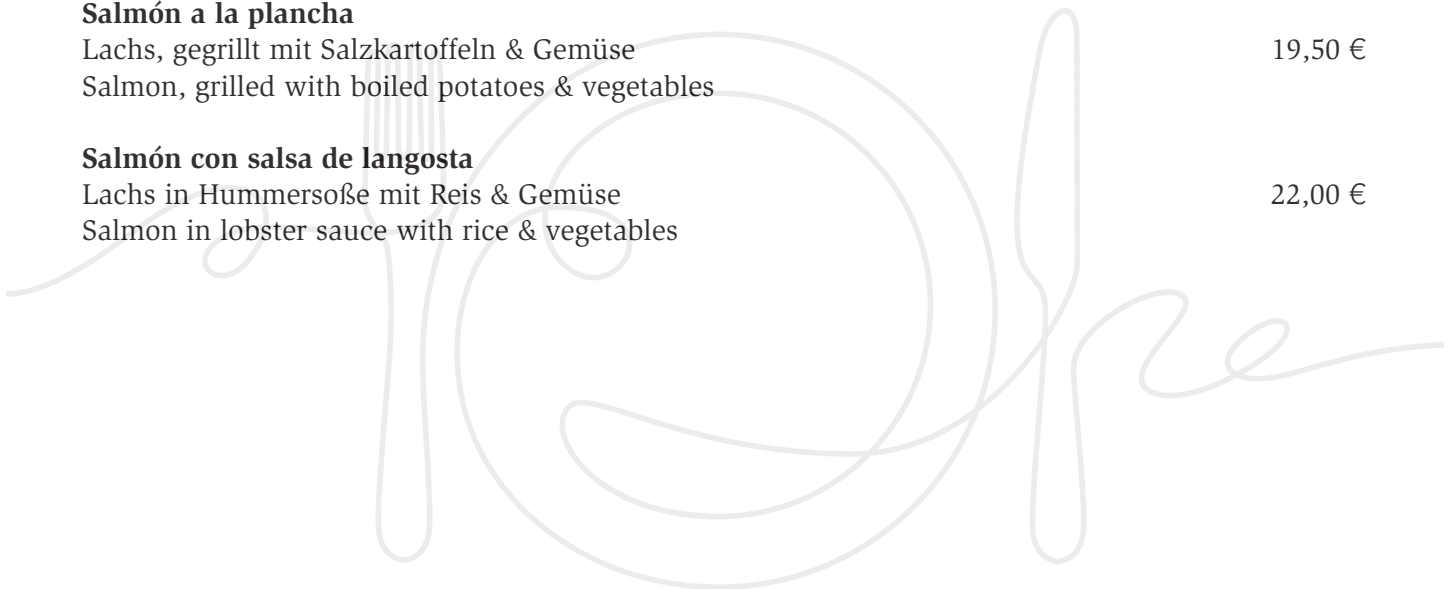 Salmón a la plancha
Lachs, gegrillt mit Salzkartoffeln & Gemüse 19,50 €
Salmon, grilled with boiled potatoes & vegetables
Salmón con salsa de langosta
Lachs in Hummersoße mit Reis & Gemüse 22,00 €
Salmon in lobster sauce with rice & vegetables